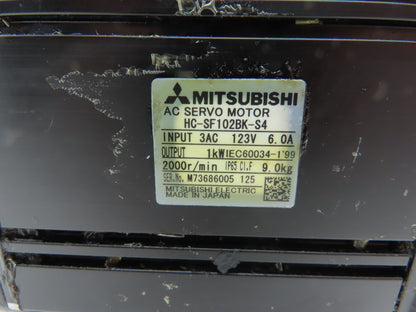 MITSUBISHI
AC SERVO MOTOR
HC-SF102BK-S4
INPUT 3AC 123V 6.0A
OUTPUT 1kW IEC60034-1'99
2000r/min IP65 Cl.F 9.0kg
SER.No. M73686005 125
MITSUBISHI ELECTRIC
MADE IN JAPAN